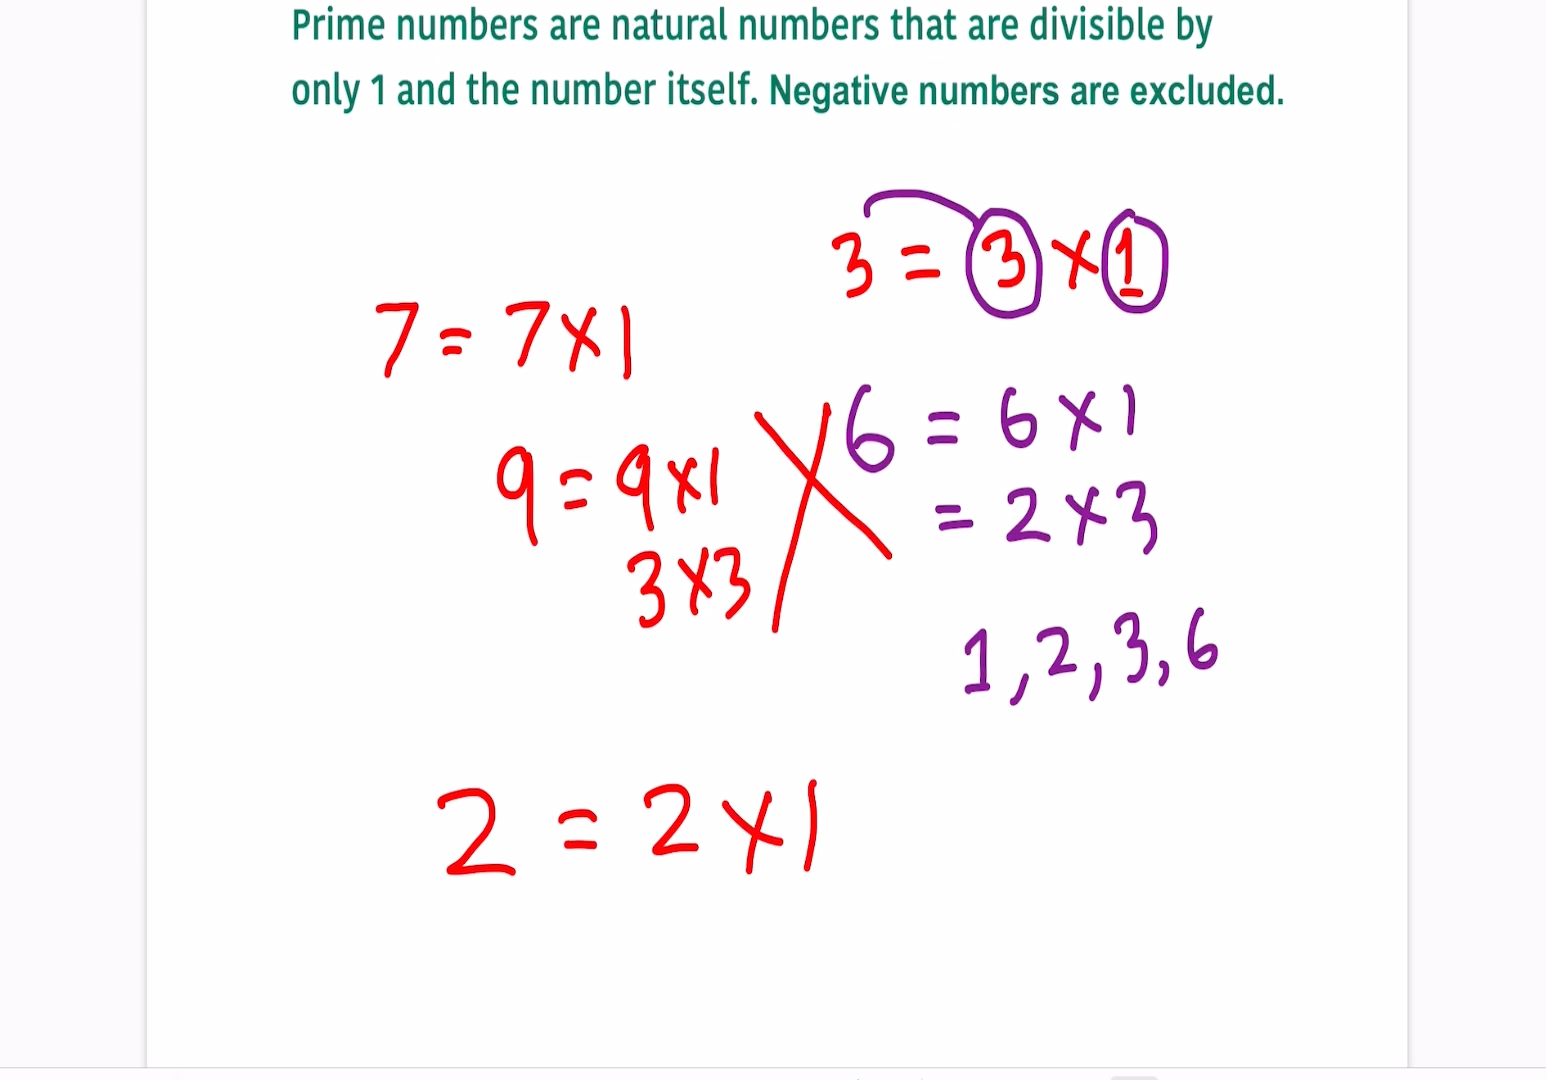 Prime numbers are natural numbers that are divisible by
only 1 and the number itself. Negative numbers are excluded.
3 = 3 × 1
7 = 7 × 1
6 = 6 × 1
= 2 × 3
9 = 9 × 1
3 × 3
1, 2, 3, 6
2 = 2 × 1